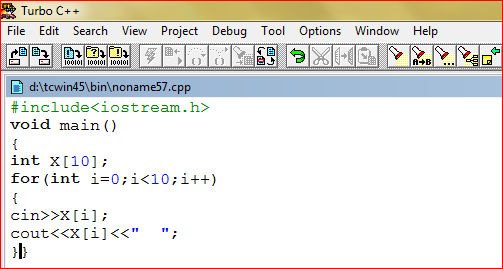 Turbo C++
File Edit Search View Project Debug Tool Options Window Help
d:\tcwin45\bin\noname57.cpp
#include<iostream.h>
void main()
{
int X[10];
for(int i=0;i<10;i++)
{
cin>>X[i];
cout<<X[i]<<"  ";
}}